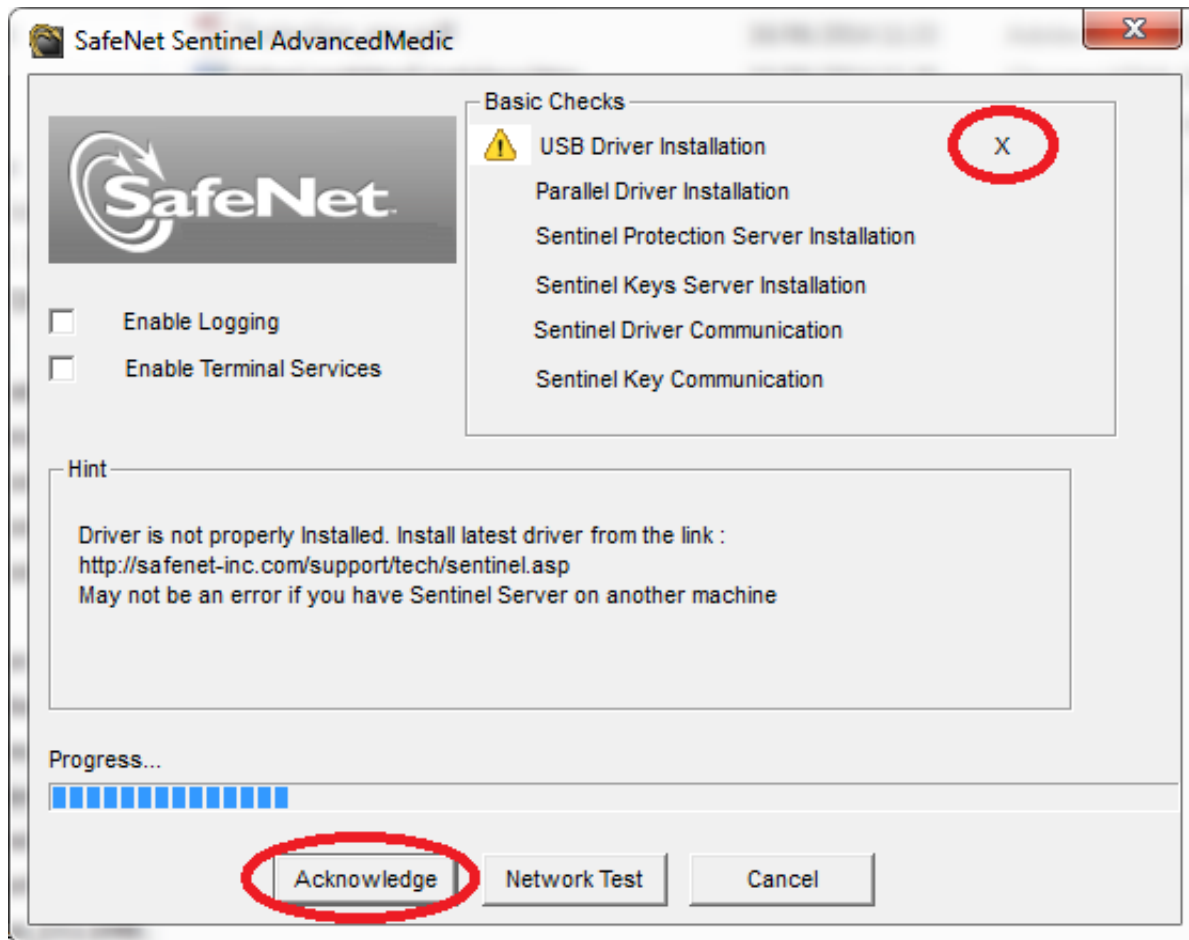 SafeNet Sentinel AdvancedMedic
X
SafeNet
Basic Checks
USB Driver Installation X
Parallel Driver Installation
Sentinel Protection Server Installation
Sentinel Keys Server Installation
Sentinel Driver Communication
Sentinel Key Communication
Enable Logging
Enable Terminal Services
Hint
Driver is not properly Installed. Install latest driver from the link :
http://safenet-inc.com/support/tech/sentinel.asp
May not be an error if you have Sentinel Server on another machine
Progress...
Acknowledge
Network Test
Cancel